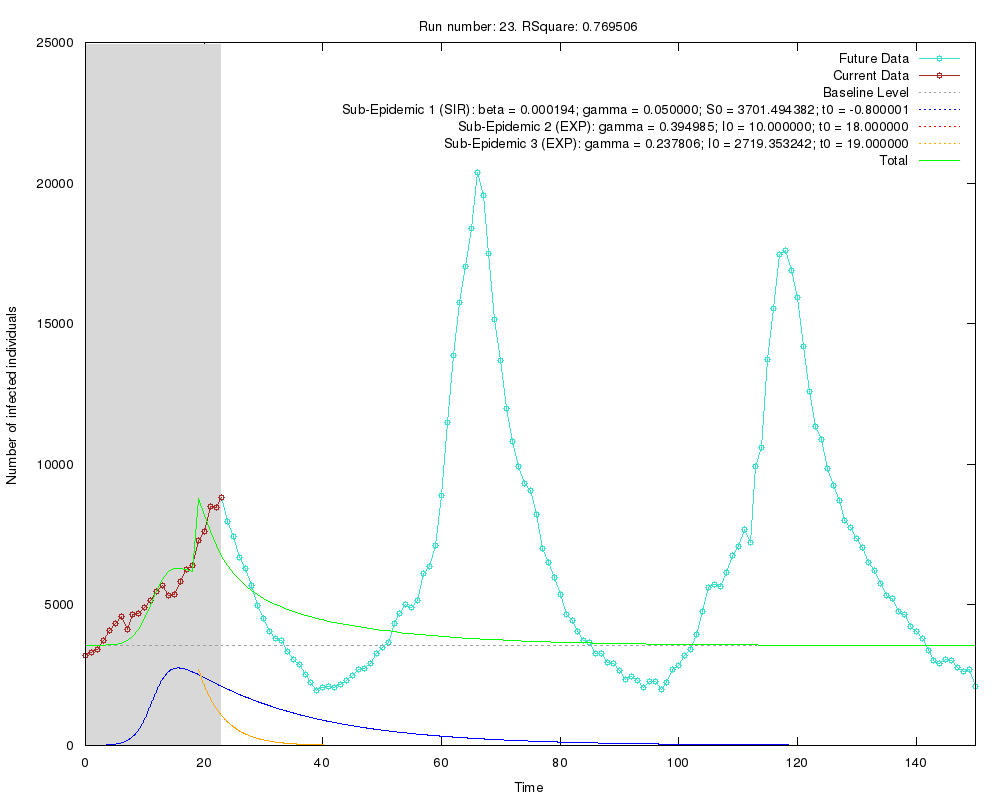 Run number: 23. RSquare: 0.769506
25000
20000
15000
10000
5000
0
Number of infected individuals
Future Data
Current Data
Baseline Level
Sub-Epidemic 1 (SIR): beta = 0.000194; gamma = 0.050000; S0 = 3701.494382; t0 = -0.800001
Sub-Epidemic 2 (EXP): gamma = 0.394985; I0 = 10.000000; t0 = 18.000000
Sub-Epidemic 3 (EXP): gamma = 0.237806; I0 = 2719.353242; t0 = 19.000000
Total
0 20 40 60 80 100 120 140
Time